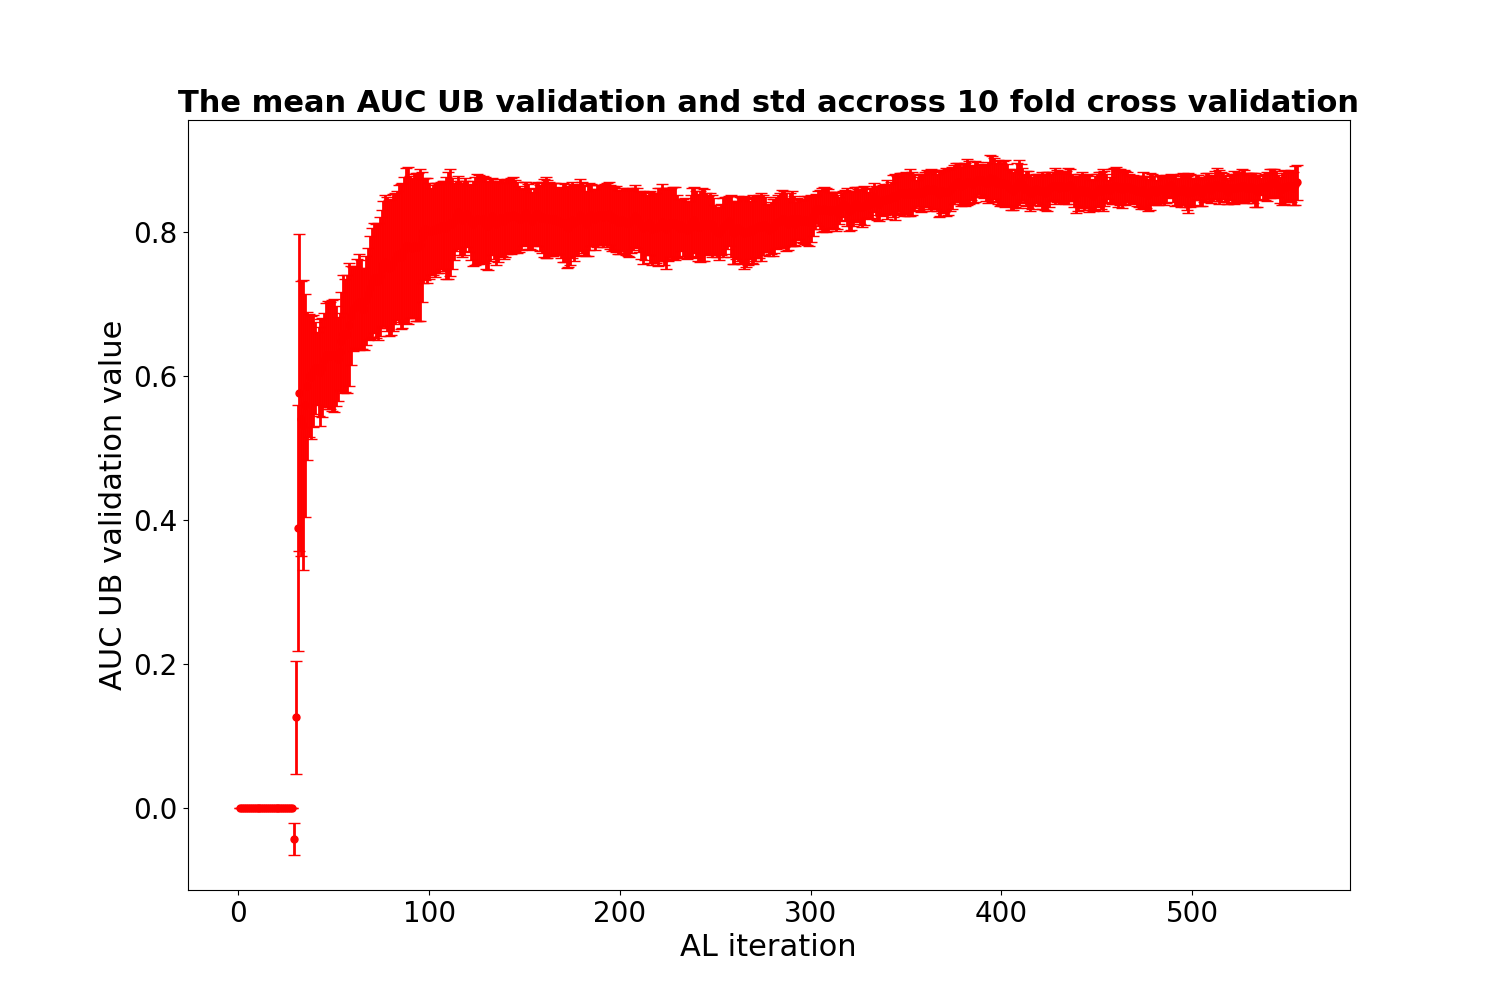 The mean AUC UB validation and std accross 10 fold cross validation
AUC UB validation value
0.8
0.6
0.4
0.2
0.0
0 100 200 300 400 500
AL iteration